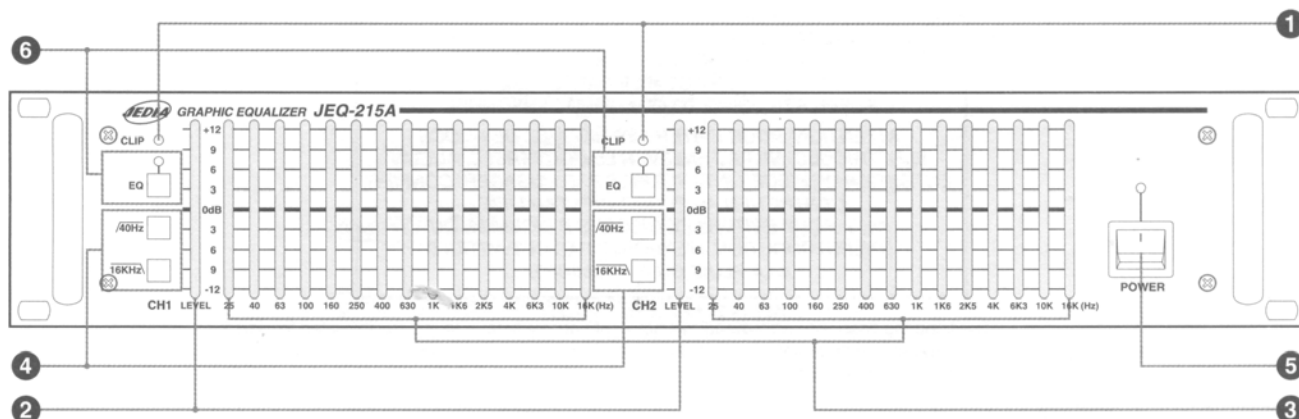 1
6
JEDIA GRAPHIC EQUALIZER JEQ-215A
CLIP
EQ
/40Hz
16KHz\
CH1
+12
9
6
3
0dB
3
6
9
-12
LEVEL 25 40 63 100 160 250 400 630 1K 1K6 2K5 4K 6K3 10K 16K (Hz)
CLIP
EQ
/40Hz
16KHz\
CH2
+12
9
6
3
0dB
3
6
9
-12
LEVEL 25 40 63 100 160 250 400 630 1K 1K6 2K5 4K 6K3 10K 16K (Hz)
I
POWER
4
5
2
3